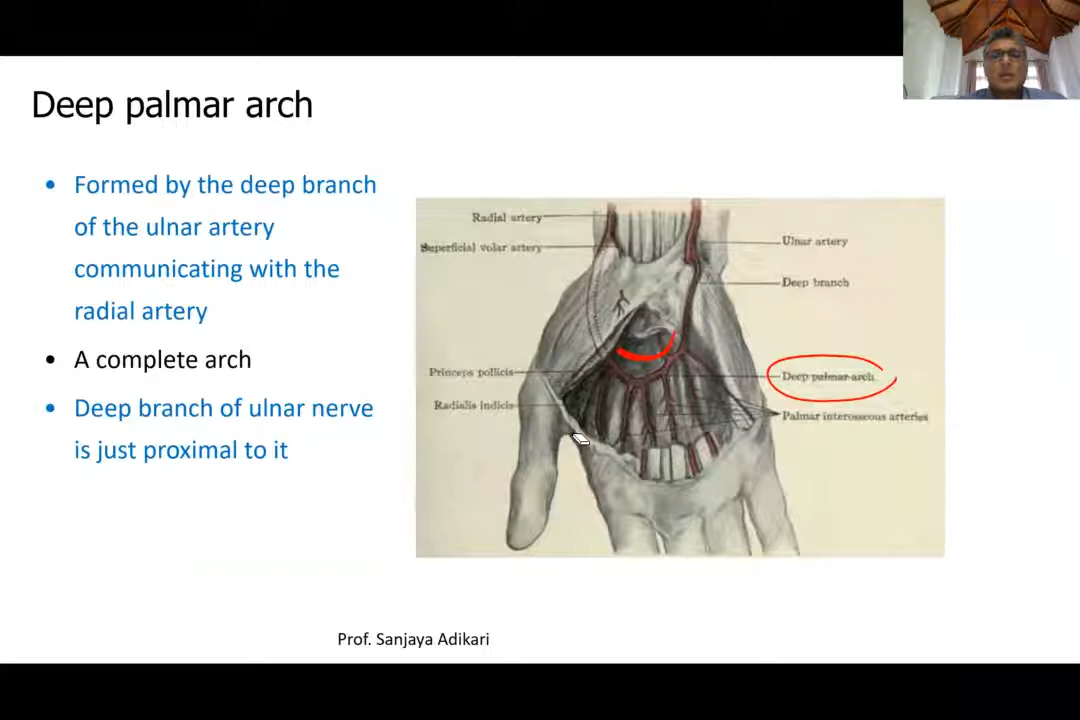 Deep palmar arch
• Formed by the deep branch
of the ulnar artery
communicating with the
radial artery
• A complete arch
• Deep branch of ulnar nerve
is just proximal to it
Radial artery
Superficial volar artery
Princeps pollicis
Radialis indicis
Ulnar artery
Deep branch
Deep palmar arch
Palmar interosseous arteries
Prof. Sanjaya Adikari